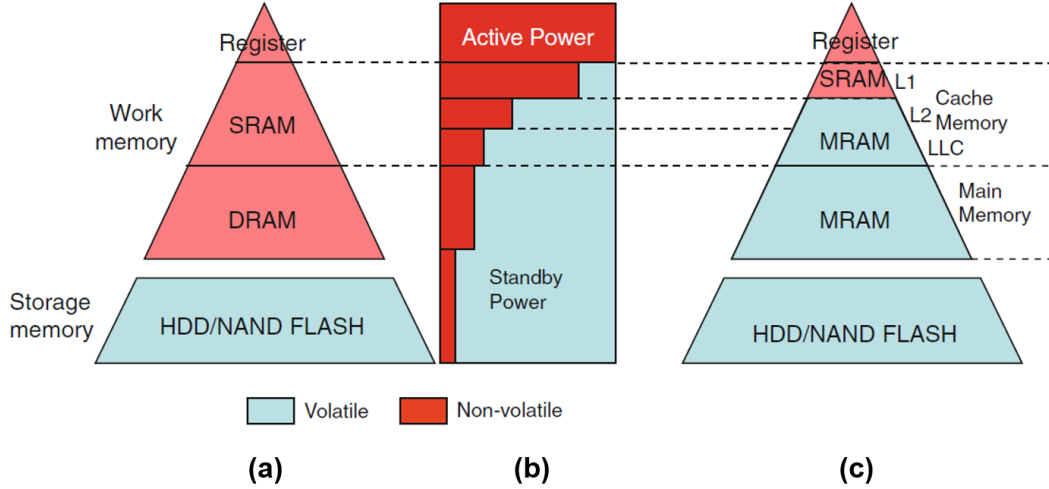 Register
SRAM
DRAM
Work
memory
HDD/NAND FLASH
Storage
memory
Active Power
Standby
Power
Register
SRAM
L1
L2
Cache
Memory
MRAM
LLC
MRAM
Main
Memory
HDD/NAND FLASH
Volatile
Non-volatile
(a)
(b)
(c)